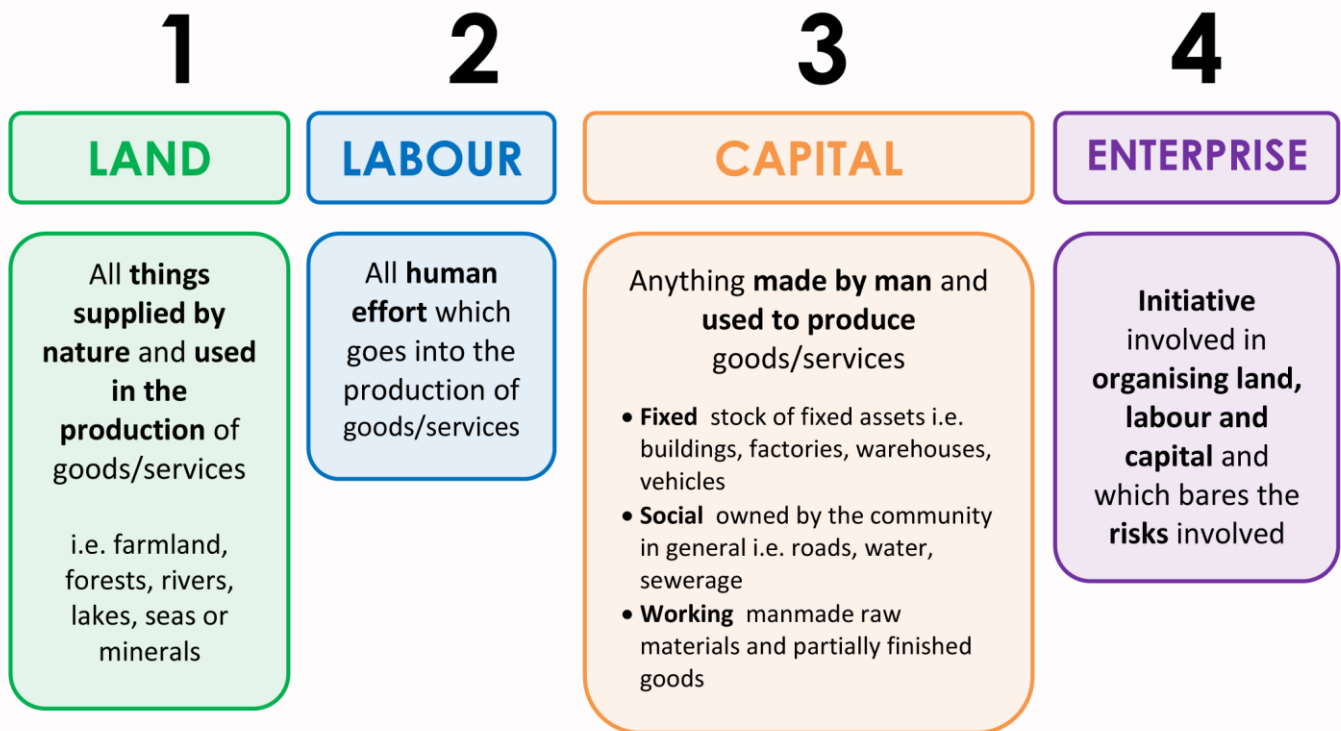 1
2
3
4
LAND
LABOUR
CAPITAL
ENTERPRISE
All things
supplied by
nature and used
in the
production of
goods/services
i.e. farmland,
forests, rivers,
lakes, seas or
minerals
All human
effort which
goes into the
production of
goods/services
Anything made by man and
used to produce
goods/services
• Fixed stock of fixed assets i.e.
buildings, factories, warehouses,
vehicles
• Social owned by the community
in general i.e. roads, water,
sewerage
• Working manmade raw
materials and partially finished
goods
Initiative
involved in
organising land,
labour and
capital and
which bares the
risks involved